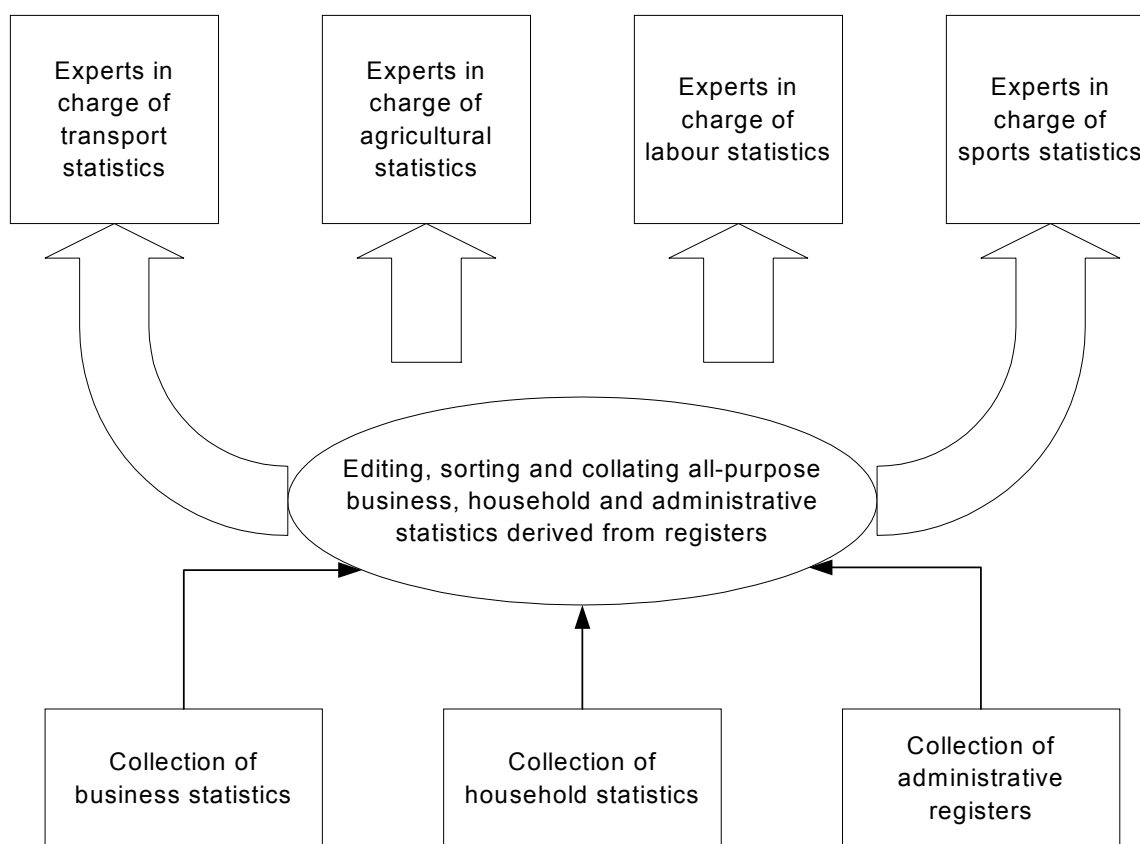 Experts in
charge of
transport
statistics
Experts in
charge of
agricultural
statistics
Experts in
charge of
labour statistics
Experts in
charge of
sports statistics
Editing, sorting and collating all-purpose
business, household and administrative
statistics derived from registers
Collection of
business statistics
Collection of
household statistics
Collection of
administrative
registers